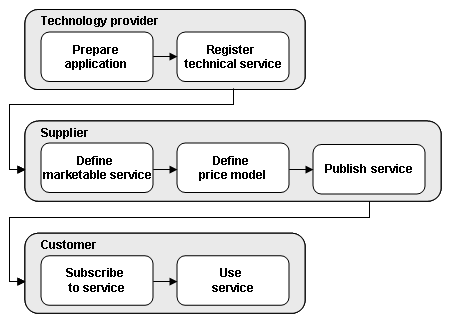 Technology provider
Prepare
application
Register
technical service
Supplier
Define
marketable service
Define
price model
Publish service
Customer
Subscribe
to service
Use
service